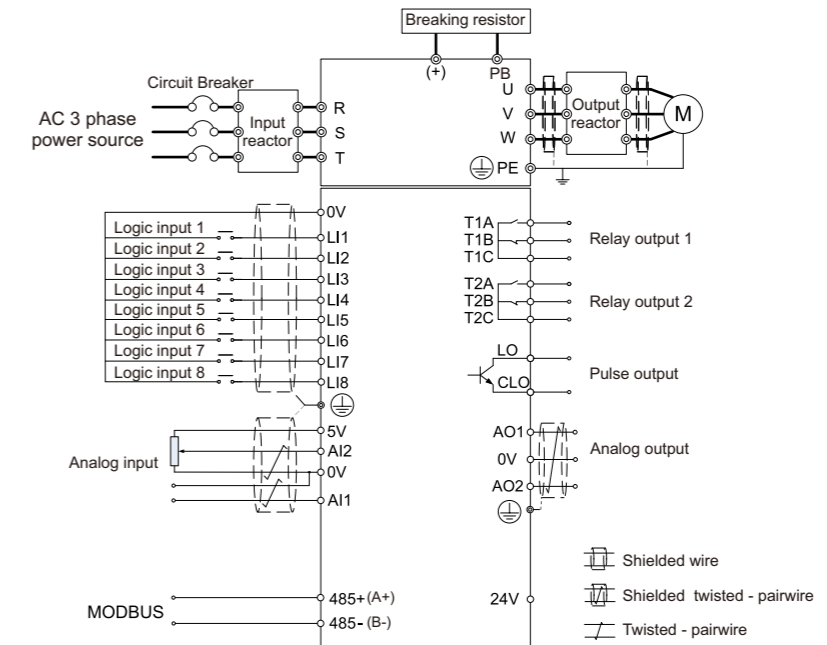 Breaking resistor
(+)
PB
Circuit Breaker
AC 3 phase
power source
Input
reactor
R
S
T
U
V
W
PE
Output
reactor
M
0V
Logic input 1
LI1
Logic input 2
LI2
Logic input 3
LI3
Logic input 4
LI4
Logic input 5
LI5
Logic input 6
LI6
Logic input 7
LI7
Logic input 8
LI8
T1A
T1B
T1C
Relay output 1
T2A
T2B
T2C
Relay output 2
LO
CLO
Pulse output
Analog input
5V
AI2
0V
AI1
AO1
0V
AO2
Analog output
MODBUS
485+(A+)
485-(B-)
24V
Shielded wire
Shielded twisted - pairwire
Twisted - pairwire